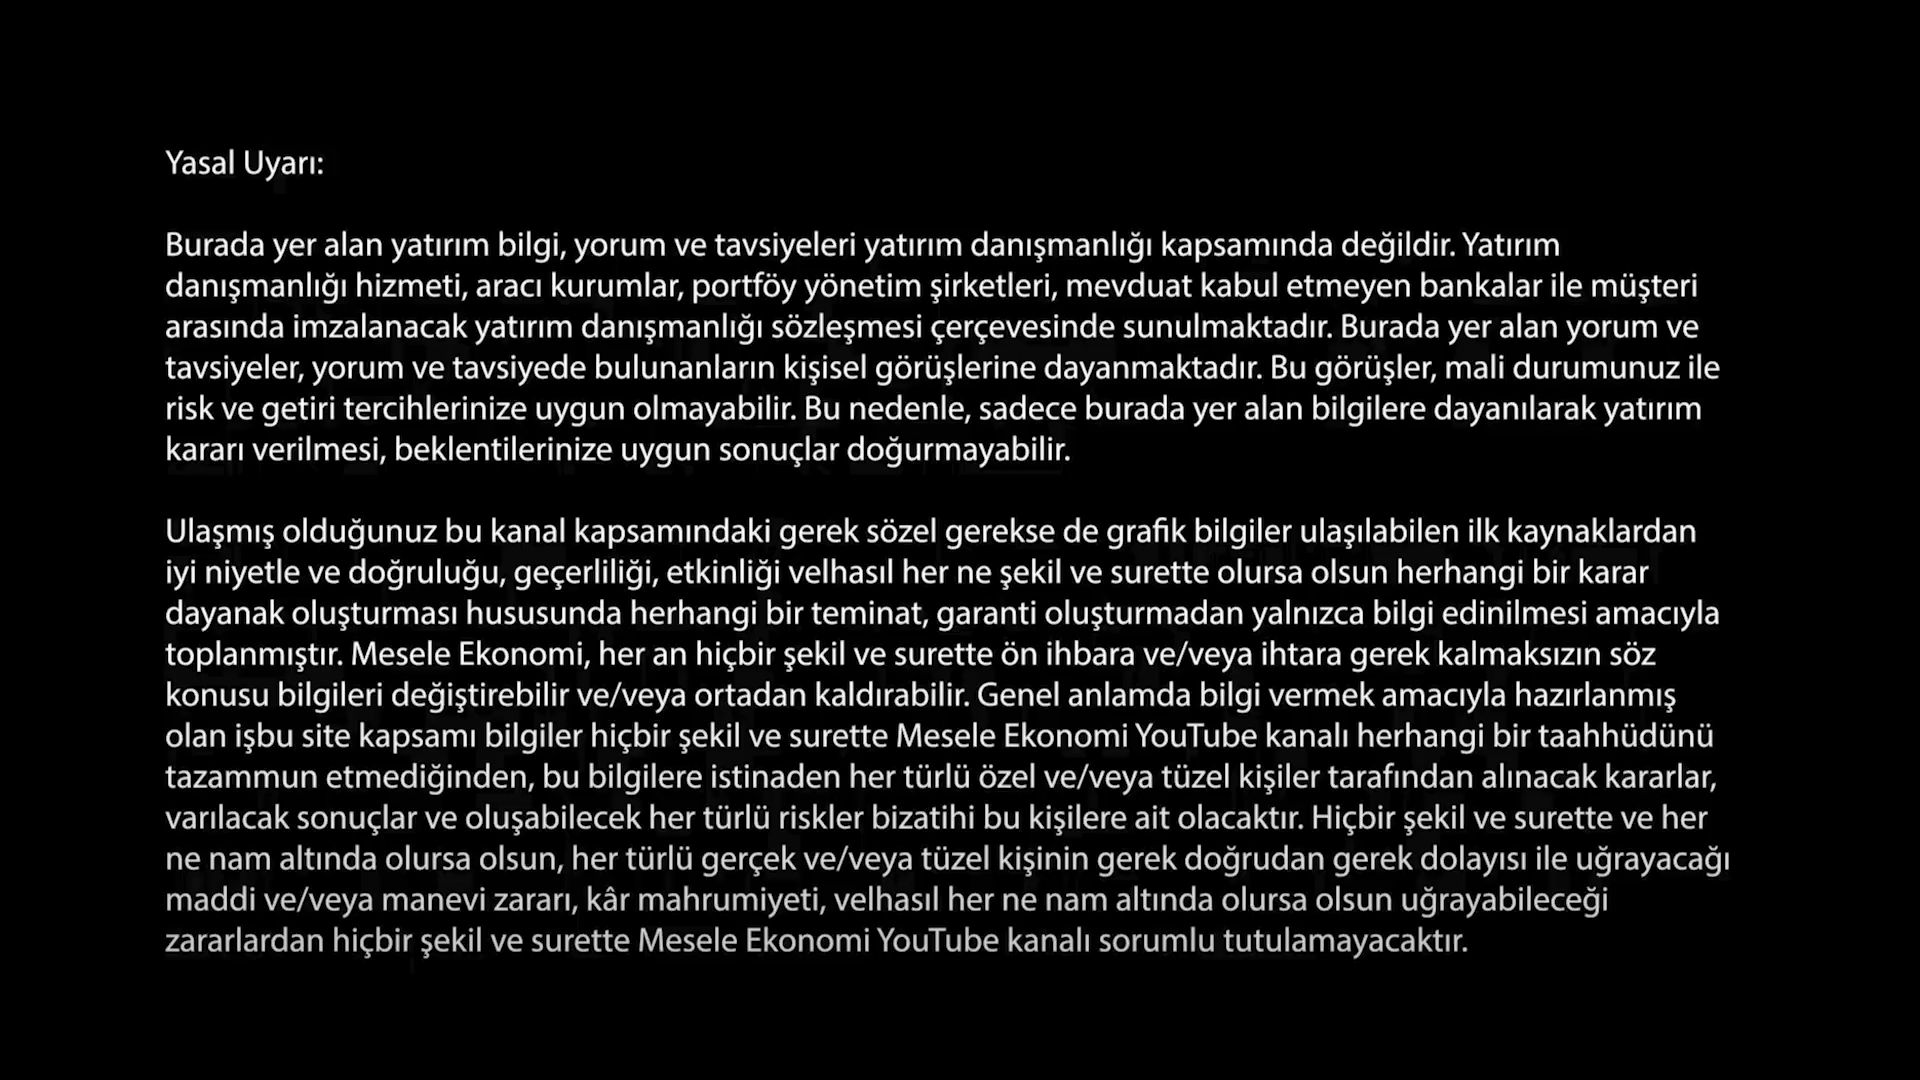 Yasal Uyarı:
Burada yer alan yatırım bilgi, yorum ve tavsiyeleri yatırım danışmanlığı kapsamında değildir. Yatırım
danışmanlığı hizmeti, aracı kurumlar, portföy yönetim şirketleri, mevduat kabul etmeyen bankalar ile müşteri
arasında imzalanacak yatırım danışmanlığı sözleşmesi çerçevesinde sunulmaktadır. Burada yer alan yorum ve
tavsiyeler, yorum ve tavsiyede bulunanların kişisel görüşlerine dayanmaktadır. Bu görüşler, mali durumunuz ile
risk ve getiri tercihlerinize uygun olmayabilir. Bu nedenle, sadece burada yer alan bilgilere dayanılarak yatırım
kararı verilmesi, beklentilerinize uygun sonuçlar doğurmayabilir.
Ulaşmış olduğunuz bu kanal kapsamındaki gerek sözel gerekse de grafik bilgiler ulaşılabilen ilk kaynaklardan
iyi niyetle ve doğruluğu, geçerliliği, etkinliği velhasıl her ne şekil ve surette olursa olsun herhangi bir karar
dayanak oluşturması hususunda herhangi bir teminat, garanti oluşturmadan yalnızca bilgi edinilmesi amacıyla
toplanmıştır. Mesele Ekonomi, her an hiçbir şekil ve surette ön ihbara ve/veya ihtara gerek kalmaksızın söz
konusu bilgileri değiştirebilir ve/veya ortadan kaldırabilir. Genel anlamda bilgi vermek amacıyla hazırlanmış
olan işbu site kapsamı bilgiler hiçbir şekil ve surette Mesele Ekonomi YouTube kanalı herhangi bir taahhüdünü
tazammun etmediğinden, bu bilgilere istinaden her türlü özel ve/veya tüzel kişiler tarafından alınacak kararlar,
varılacak sonuçlar ve oluşabilecek her türlü riskler bizatihi bu kişilere ait olacaktır. Hiçbir şekil ve surette ve her
ne nam altında olursa olsun, her türlü gerçek ve/veya tüzel kişinin gerek doğrudan gerek dolayısı ile uğrayacağı
maddi ve/veya manevi zararı, kâr mahrumiyeti, velhasıl her ne nam altında olursa olsun uğrayabileceği
zararlardan hiçbir şekil ve surette Mesele Ekonomi YouTube kanalı sorumlu tutulamayacaktır.